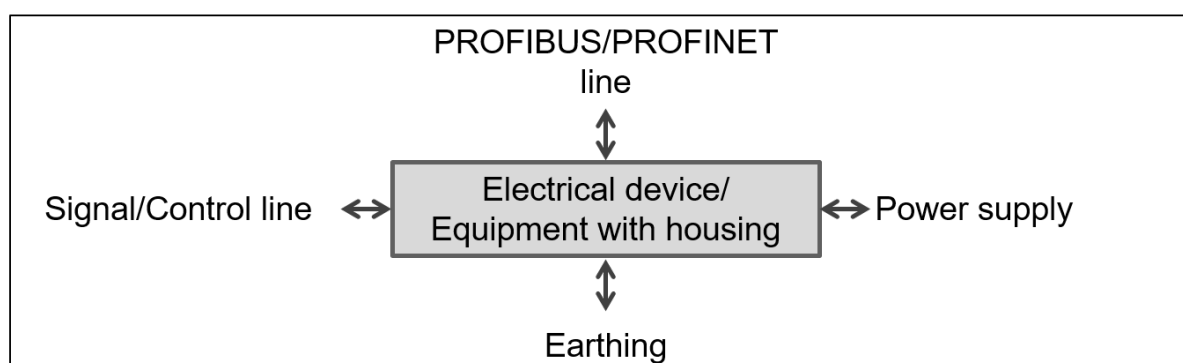 PROFIBUS/PROFINET
line
Signal/Control line
Electrical device/
Equipment with housing
Power supply
Earthing